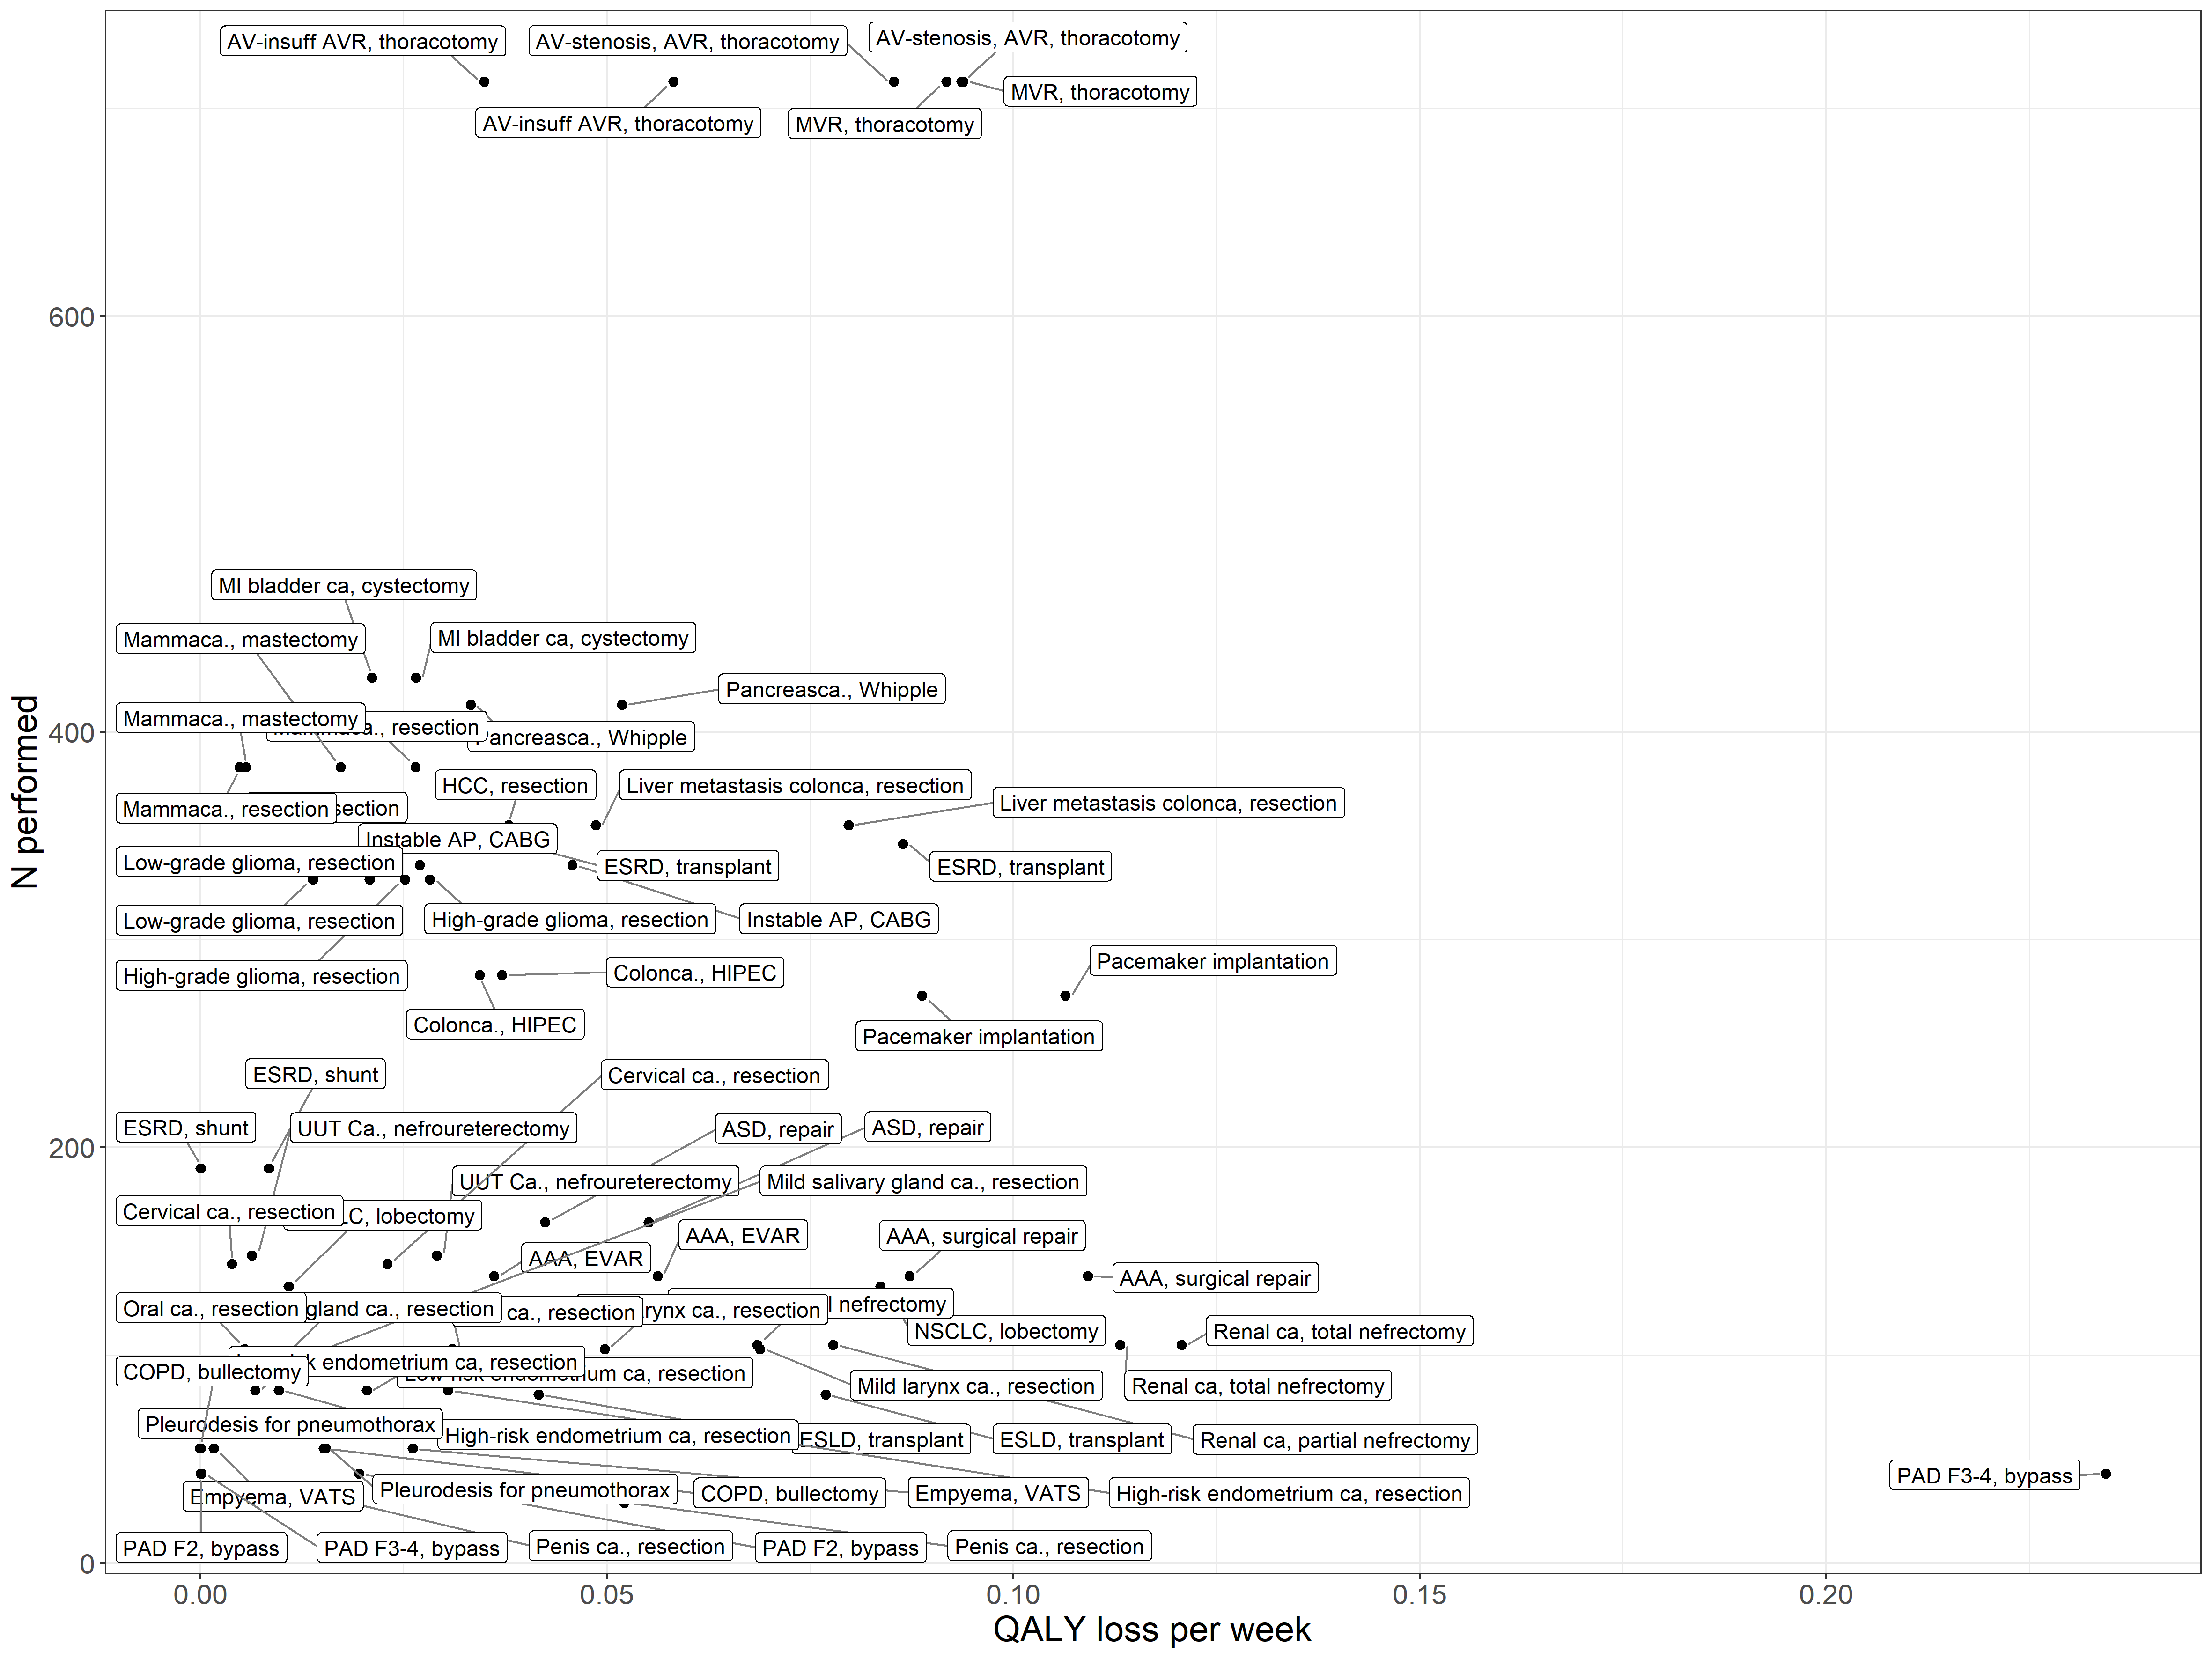 AV-insuff AVR, thoracotomy
AV-stenosis, AVR, thoracotomy
AV-stenosis, AVR, thoracotomy
MVR, thoracotomy
AV-insuff AVR, thoracotomy
MVR, thoracotomy
600
MI bladder ca, cystectomy
Mammaca., mastectomy
MI bladder ca, cystectomy
Pancreasca., Whipple
Mammaca., mastectomy
resection
Pancreasca., Whipple
400
HCC, resection
Liver metastasis colonca, resection
Liver metastasis colonca, resection
Mammaca., resection
Instable AP, CABG
Low-grade glioma, resection
ESRD, transplant
ESRD, transplant
Low-grade glioma, resection
High-grade glioma, resection
Instable AP, CABG
High-grade glioma, resection
Colonca., HIPEC
Pacemaker implantation
Colonca., HIPEC
Pacemaker implantation
ESRD, shunt
Cervical ca., resection
ESRD, shunt
UUT Ca., nefroureterectomy
ASD, repair
ASD, repair
200
UUT Ca., nefroureterectomy
Mild salivary gland ca., resection
Cervical ca., resection
lobectomy
AAA, EVAR
AAA, surgical repair
AAA, EVAR
AAA, surgical repair
Oral ca., resection
gland ca., resection
ca., resection
ca., resection
nefrectomy
NSCLC, lobectomy
Renal ca, total nefrectomy
endometrium ca, resection
COPD, bullectomy
ca, resection
Mild larynx ca., resection
Renal ca, total nefrectomy
Pleurodesis for pneumothorax
High-risk endometrium ca, resection
ESLD, transplant
ESLD, transplant
Renal ca, partial nefrectomy
PAD F3-4, bypass
Empyema, VATS
Pleurodesis for pneumothorax
COPD, bullectomy
Empyema, VATS
High-risk endometrium ca, resection
PAD F2, bypass
PAD F3-4, bypass
Penis ca., resection
PAD F2, bypass
Penis ca., resection
0
0.00
0.05
0.10
0.15
0.20
QALY loss per week
N performed